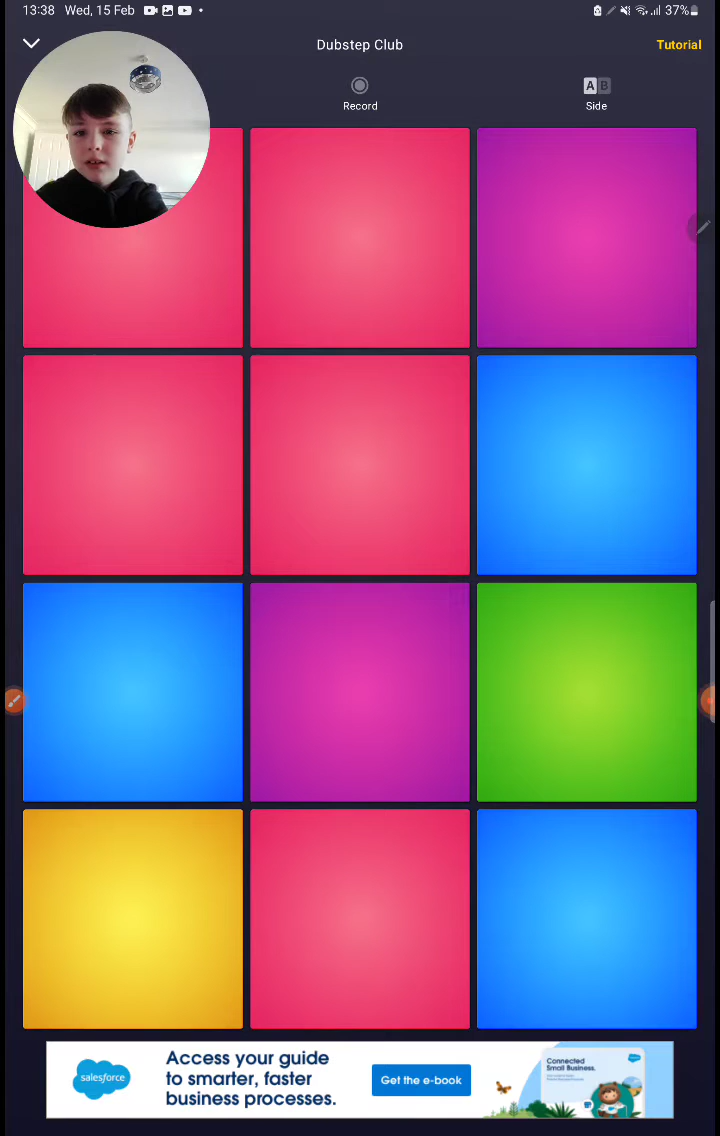 13:38 Wed, 15 Feb
37%
Dubstep Club
Tutorial
Record
A B
Side
salesforce
Access your guide
to smarter, faster
business processes.
Get the e-book
Connected
Small Business.